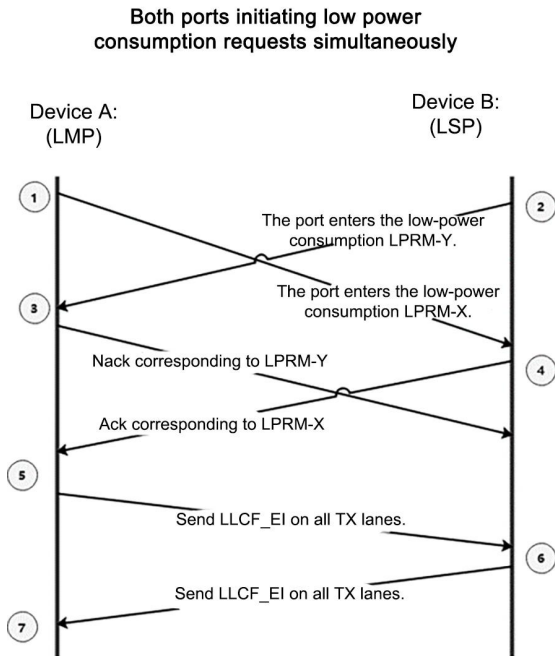 Both ports initiating low power
consumption requests simultaneously
Device A:
(LMP)
Device B:
(LSP)
1
2
The port enters the low-power
consumption LPRM-Y.
The port enters the low-power
consumption LPRM-X.
3
Nack corresponding to LPRM-Y
4
Ack corresponding to LPRM-X
5
Send LLCF_EI on all TX lanes.
6
Send LLCF_EI on all TX lanes.
7